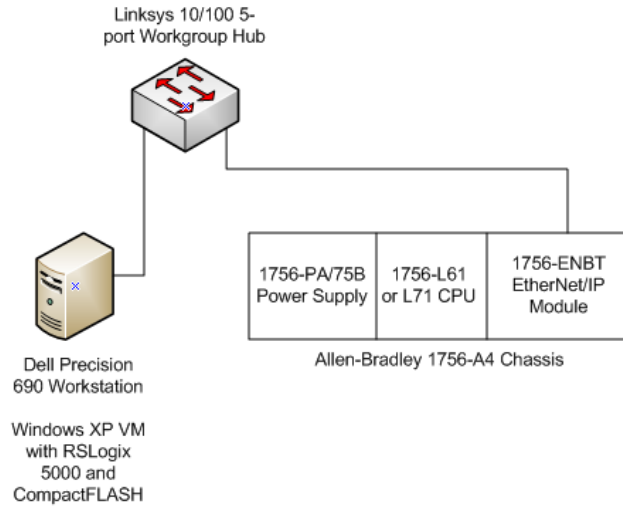 Linksys 10/100 5-
port Workgroup Hub
1756-PA/75B
Power Supply
1756-L61
or L71 CPU
1756-ENBT
EtherNet/IP
Module
Allen-Bradley 1756-A4 Chassis
Dell Precision
690 Workstation
Windows XP VM
with RSLogix
5000 and
CompactFLASH